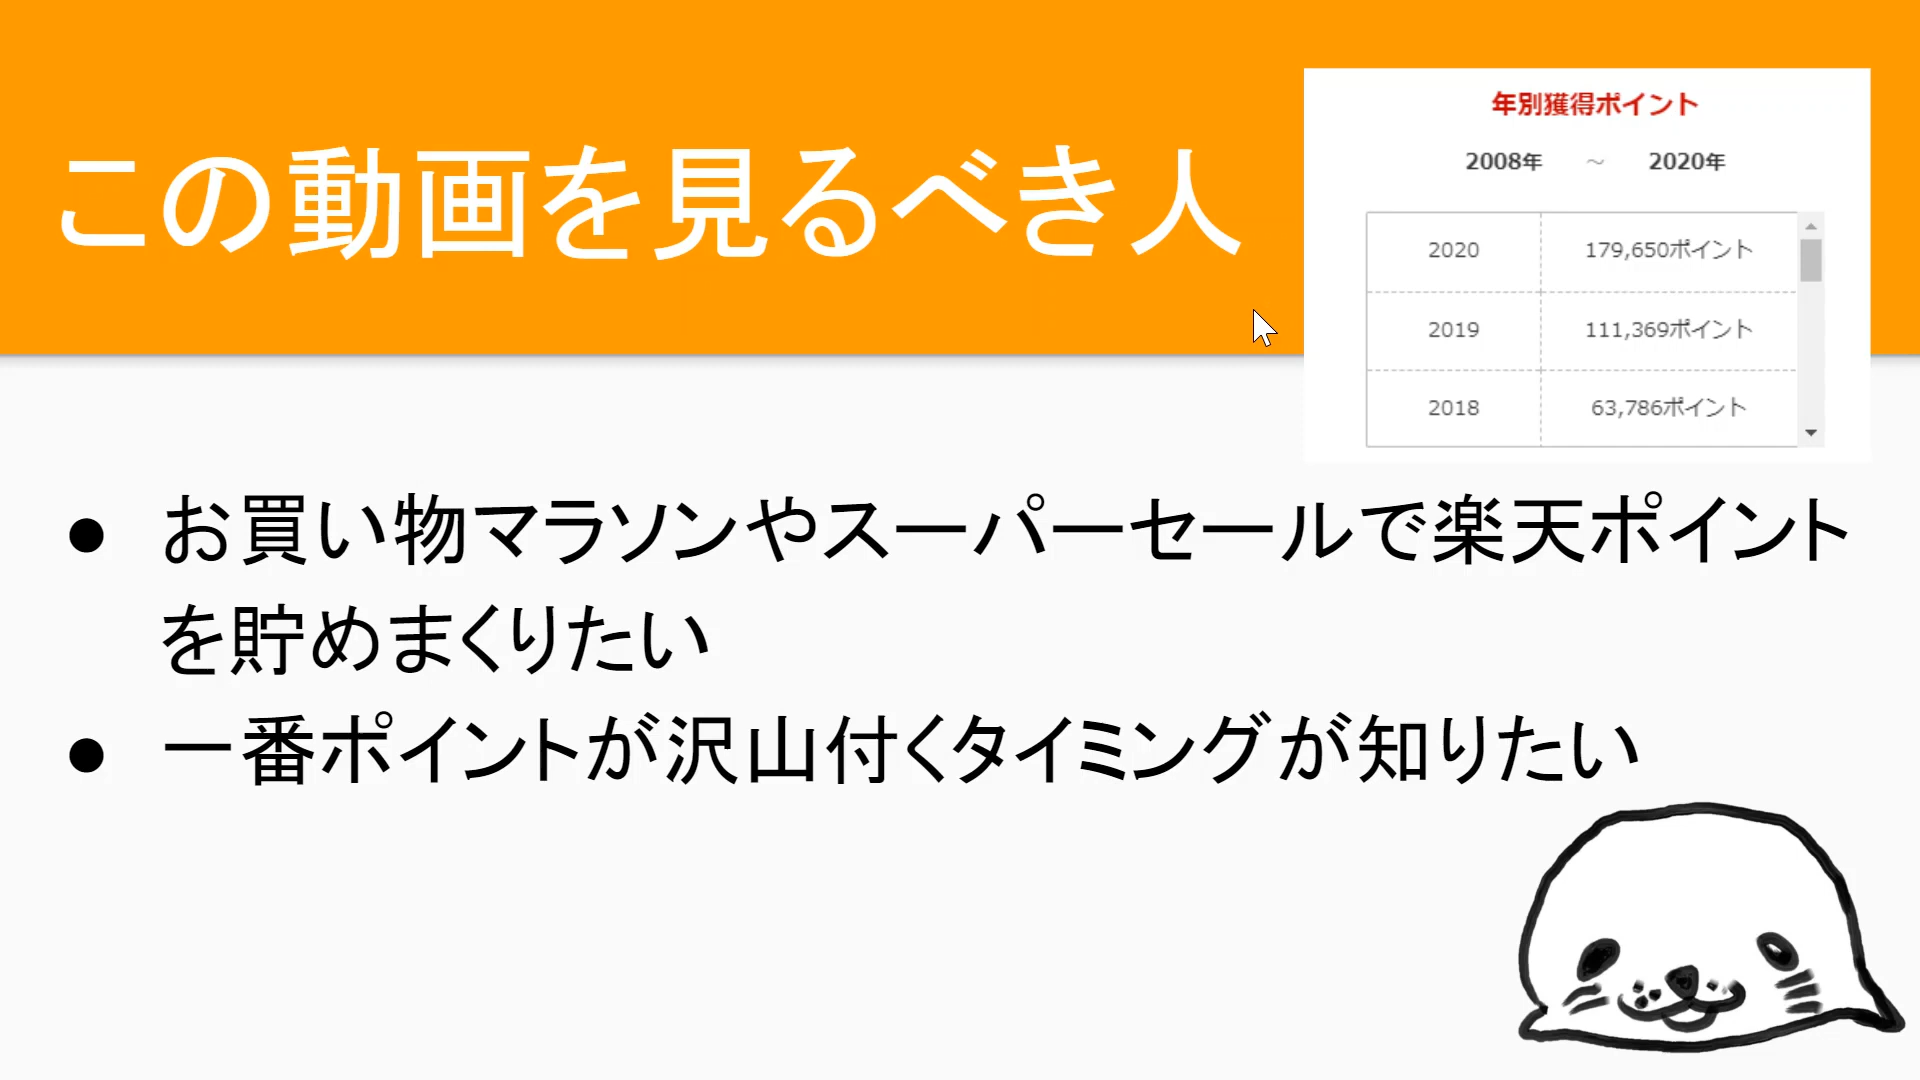 この動画を見るべき人
年別獲得ポイント
2008年 ～ 2020年
2020 179,650ポイント
2019 111,369ポイント
2018 63,786ポイント
● お買い物マラソンやスーパーセールで楽天ポイント
を貯めまくりたい
● 一番ポイントが沢山付くタイミングが知りたい